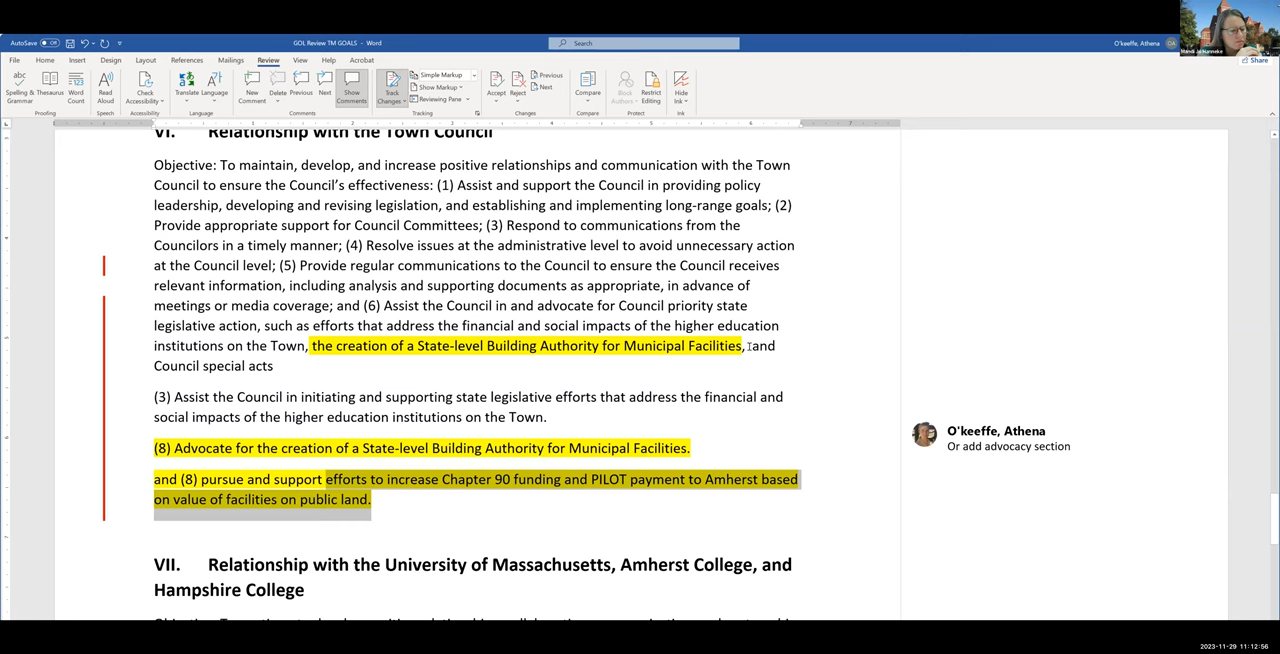 AutoSave Off GOL Review TM GOALS - Word Search O'keeffe, Athena OA
Mandi Jo Hanneke
File Home Insert Design Layout References Mailings Review View Help Acrobat Share
Spelling & Grammar Thesaurus Word Count Read Aloud Check Accessibility Translate Language New Comment Delete Previous Next Show Comments Track Changes Simple Markup Show Markup Reviewing Pane Accept Reject Previous Next Compare Block Authors Restrict Editing Hide Ink
Proofing Speech Accessibility Language Comments Tracking Changes Compare Protect Ink
VI. Relationship with the Town Council
Objective: To maintain, develop, and increase positive relationships and communication with the Town
Council to ensure the Council's effectiveness: (1) Assist and support the Council in providing policy
leadership, developing and revising legislation, and establishing and implementing long-range goals; (2)
Provide appropriate support for Council Committees; (3) Respond to communications from the
Councilors in a timely manner; (4) Resolve issues at the administrative level to avoid unnecessary action
at the Council level; (5) Provide regular communications to the Council to ensure the Council receives
relevant information, including analysis and supporting documents as appropriate, in advance of
meetings or media coverage; and (6) Assist the Council in and advocate for Council priority state
legislative action, such as efforts that address the financial and social impacts of the higher education
institutions on the Town, the creation of a State-level Building Authority for Municipal Facilities, and
Council special acts
(3) Assist the Council in initiating and supporting state legislative efforts that address the financial and
social impacts of the higher education institutions on the Town.
(8) Advocate for the creation of a State-level Building Authority for Municipal Facilities.
O'keeffe, Athena
Or add advocacy section
and (8) pursue and support efforts to increase Chapter 90 funding and PILOT payment to Amherst based
on value of facilities on public land.
VII. Relationship with the University of Massachusetts, Amherst College, and
Hampshire College
2023-11-29 11:12:56